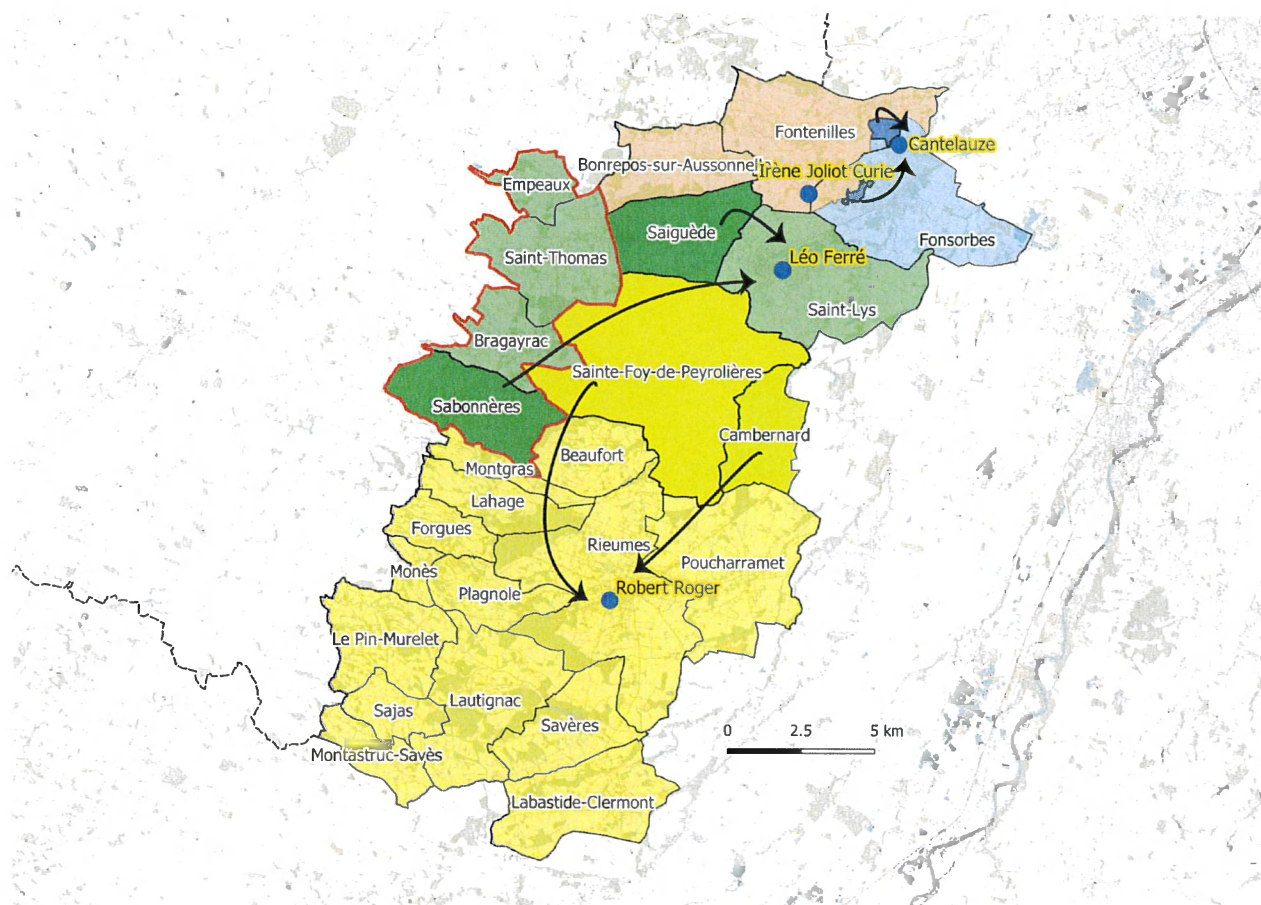 Fontenilles
Cantelauze
Bonrepos-sur-Aussonnelle
Irène Joliot Curie
Empeaux
Saiguède
Fonsorbes
Saint-Thomas
Léo Ferré
Saint-Lys
Bragayrac
Sainte-Foy-de-Peyrolières
Sabonnères
Cambernard
Beaufort
Montgras
Lahage
Forgues
Rieumes
Poucharramet
Monès
Plagnole
Robert Roger
Le Pin-Murelet
Lautignac
Sajas
Savères
0 2.5 5 km
Montastruc-Savès
Labastide-Clermont